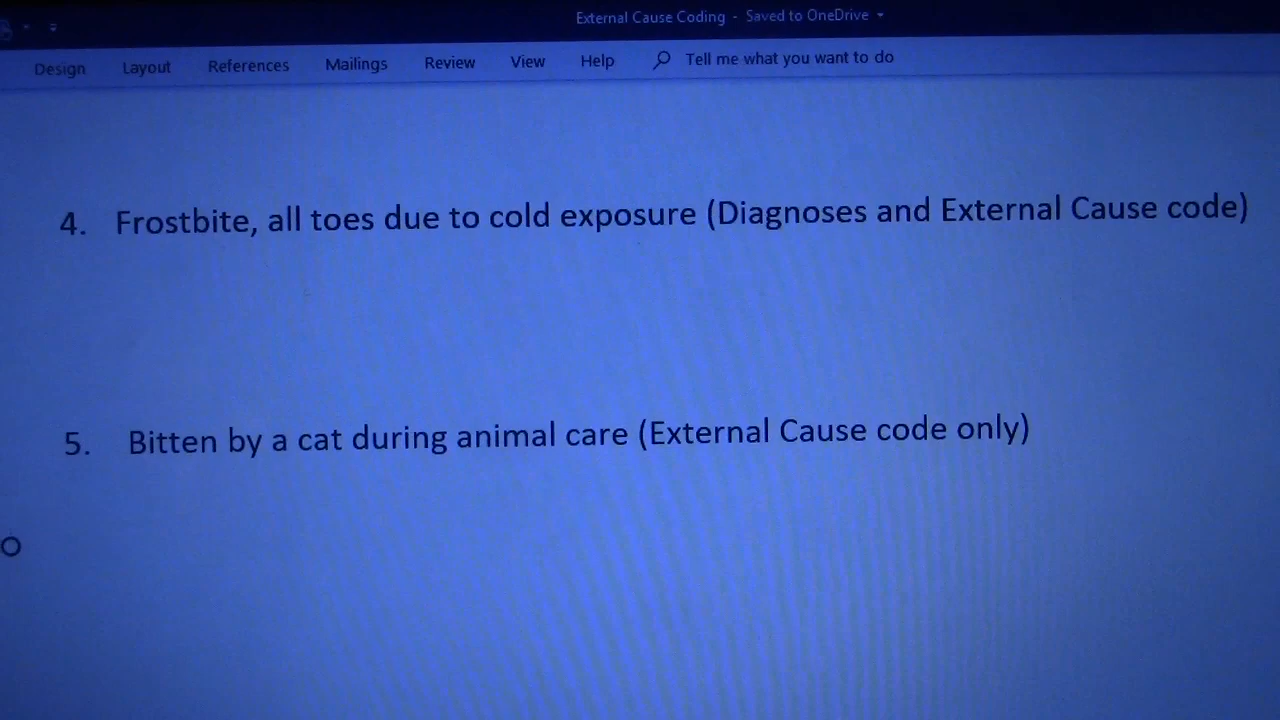 External Cause Coding - Saved to OneDrive
Design Layout References Mailings Review View Help Tell me what you want to do
4. Frostbite, all toes due to cold exposure (Diagnoses and External Cause code)
5. Bitten by a cat during animal care (External Cause code only)